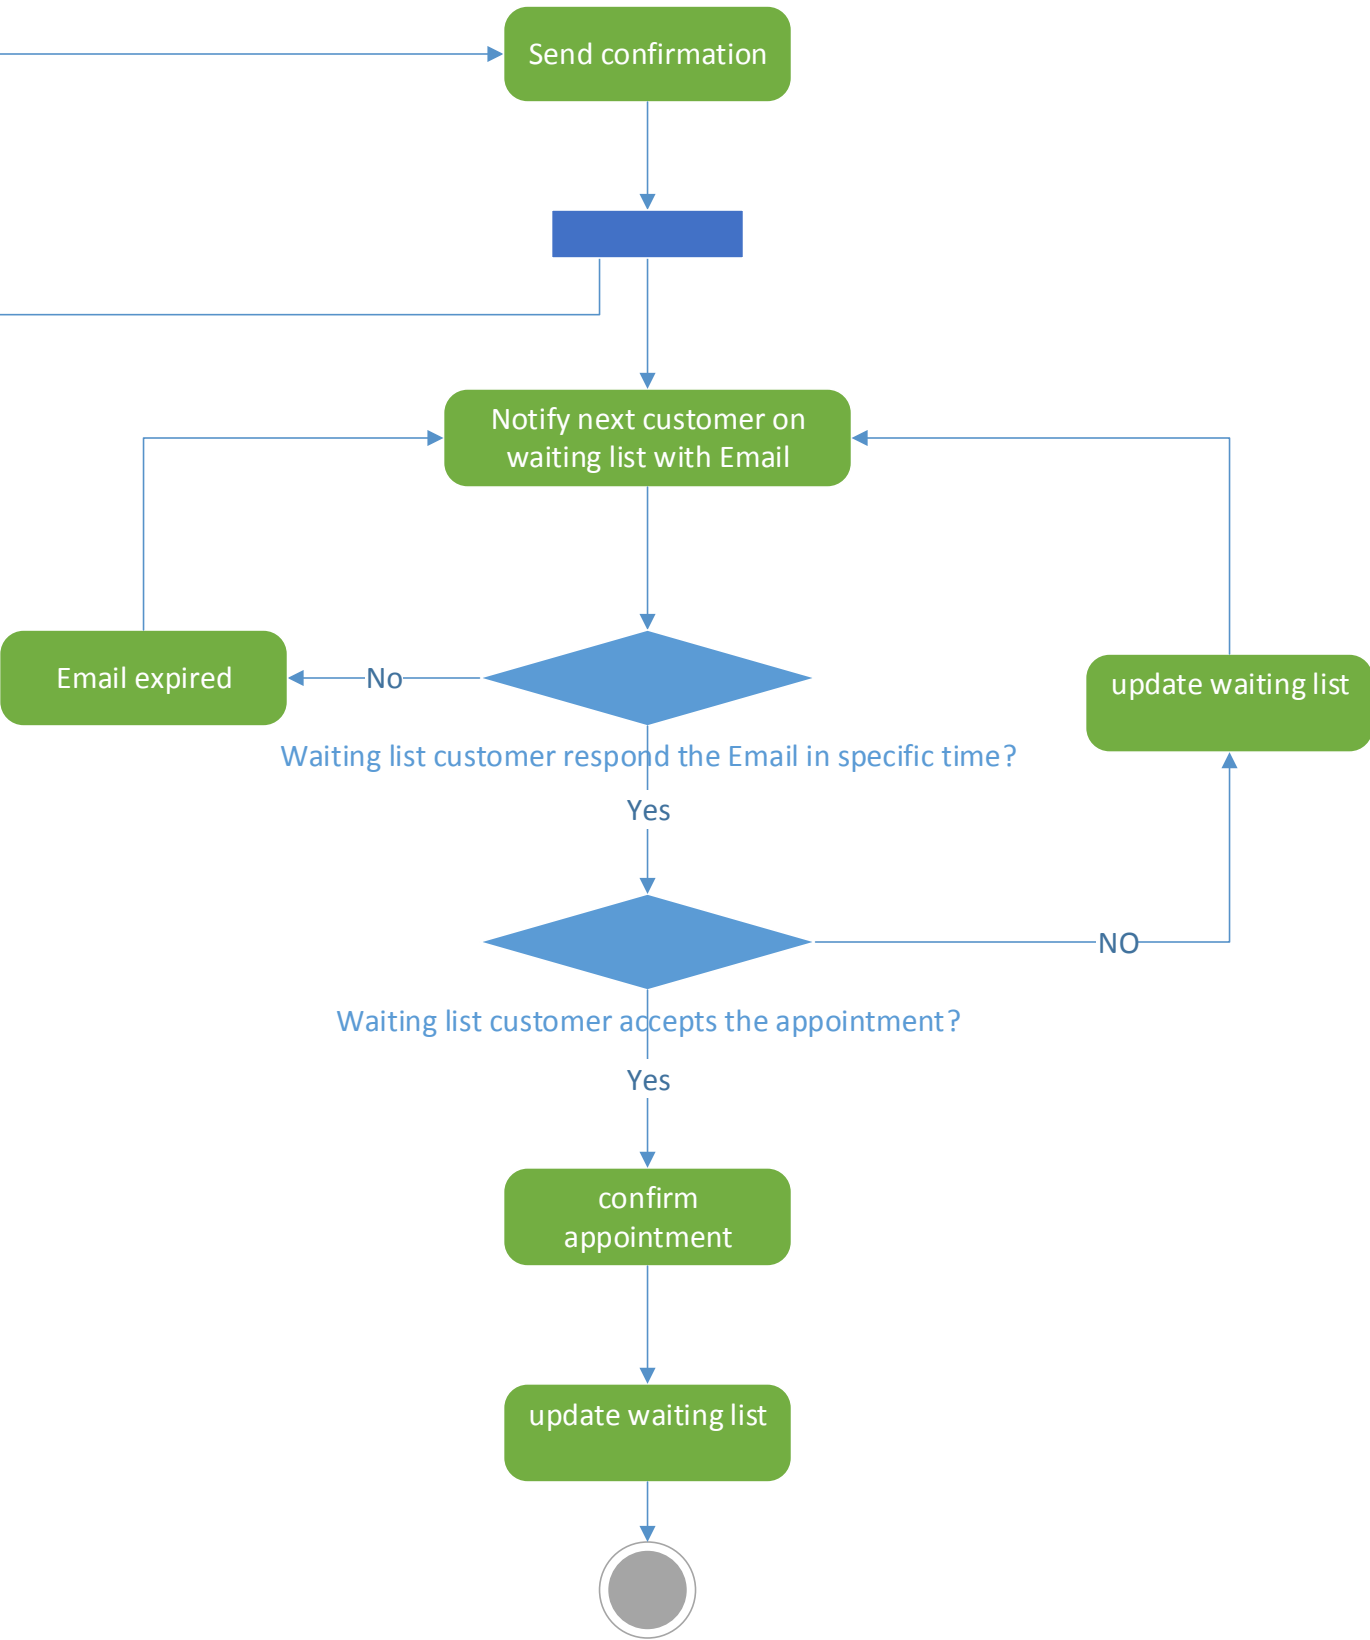 Send confirmation
Notify next customer on
waiting list with Email
Email expired
No
update waiting list
Waiting list customer respond the Email in specific time?
Yes
NO
Waiting list customer accepts the appointment?
Yes
confirm
appointment
update waiting list